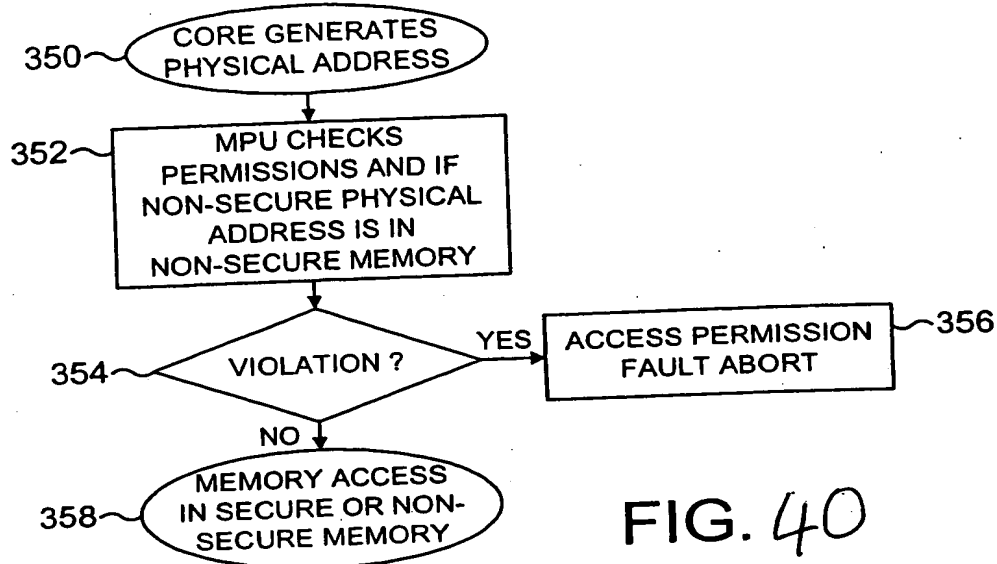 350
CORE GENERATES
PHYSICAL ADDRESS
352
MPU CHECKS
PERMISSIONS AND IF
NON-SECURE PHYSICAL
ADDRESS IS IN
NON-SECURE MEMORY
354
VIOLATION ?
YES
ACCESS PERMISSION
FAULT ABORT
356
NO
358
MEMORY ACCESS
IN SECURE OR NON-
SECURE MEMORY
FIG. 40